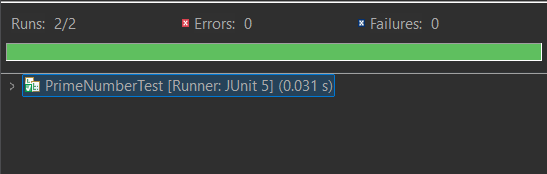 Runs: 2/2 Errors: 0 Failures: 0
PrimeNumberTest [Runner: JUnit 5] (0.031 s)